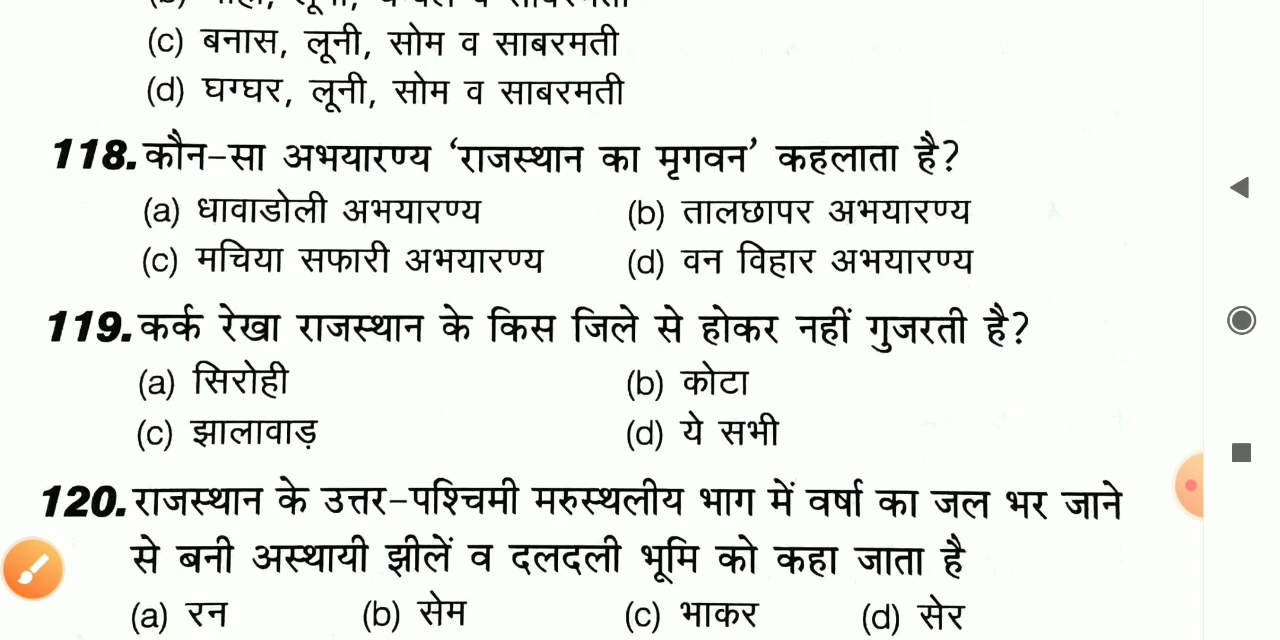 (c) बनास, लूनी, सोम व साबरमती
(d) घग्घर, लूनी, सोम व साबरमती
118. कौन-सा अभयारण्य ‘राजस्थान का मृगवन’ कहलाता है?
(a) धावाडोली अभयारण्य (b) तालछापर अभयारण्य
(c) मचिया सफारी अभयारण्य (d) वन विहार अभयारण्य
119. कर्क रेखा राजस्थान के किस जिले से होकर नहीं गुजरती है?
(a) सिरोही (b) कोटा
(c) झालावाड़ (d) ये सभी
120. राजस्थान के उत्तर-पश्चिमी मरुस्थलीय भाग में वर्षा का जल भर जाने
से बनी अस्थायी झीलें व दलदली भूमि को कहा जाता है
(a) रन (b) सेम (c) भाकर (d) सेर